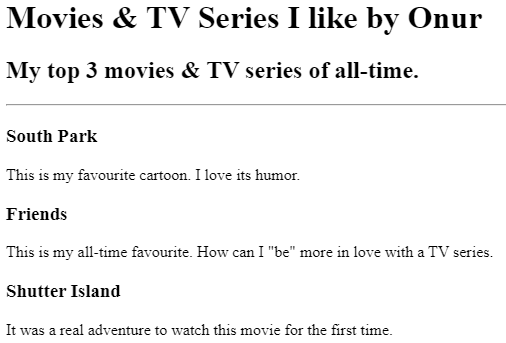 Movies & TV Series I like by Onur
My top 3 movies & TV series of all-time.
South Park
This is my favourite cartoon. I love its humor.
Friends
This is my all-time favourite. How can I "be" more in love with a TV series.
Shutter Island
It was a real adventure to watch this movie for the first time.